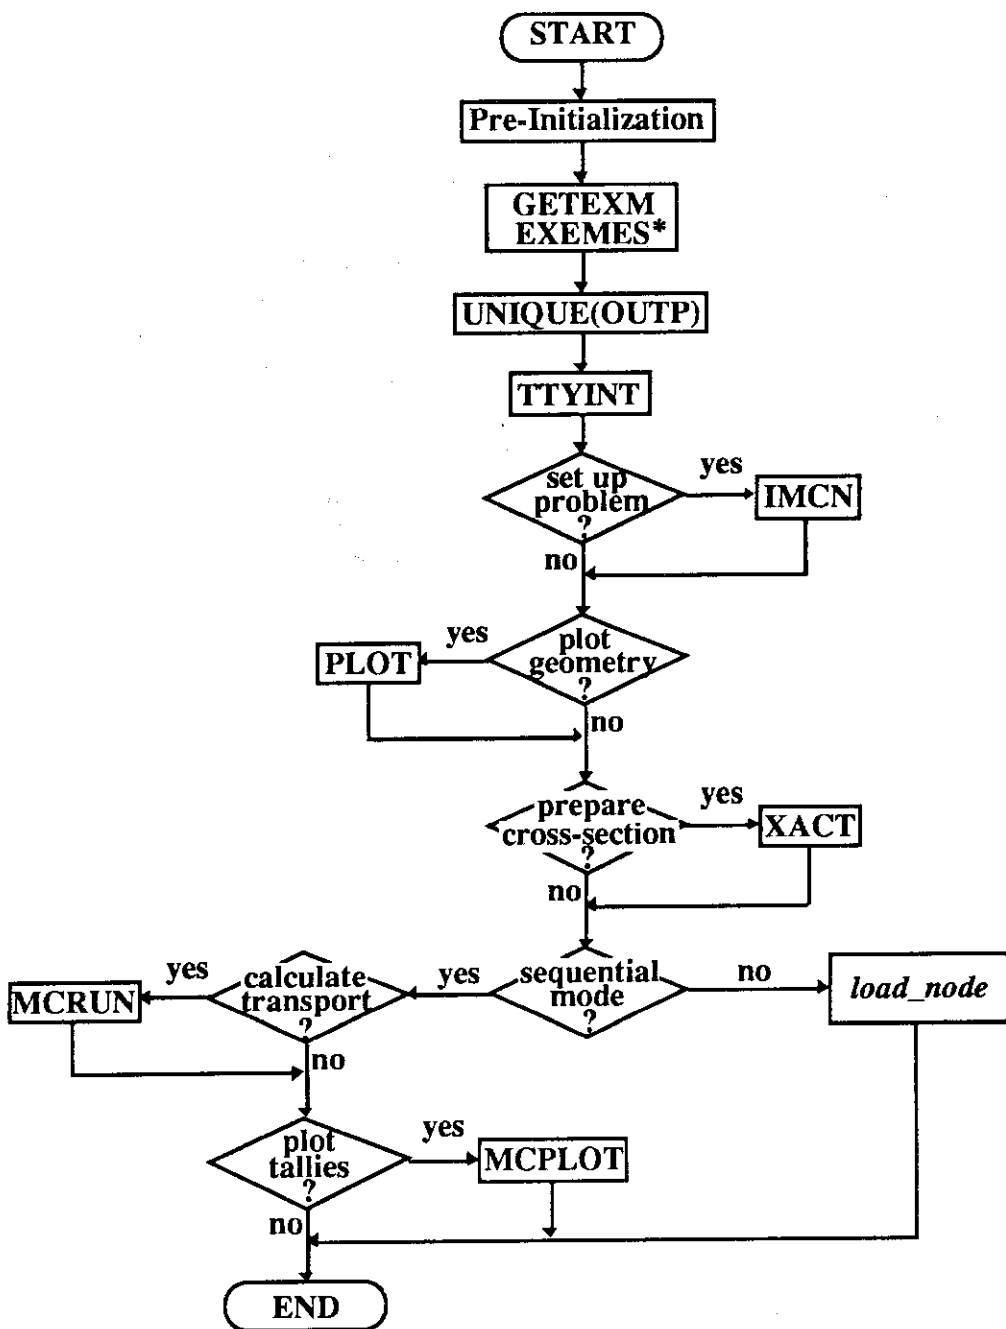 START
Pre-Initialization
GETEXM
EXEMES*
UNIQUE(OUTP)
TTYINT
set up
problem
?
yes
IMCN
no
plot
geometry
?
yes
PLOT
no
prepare
cross-section
?
yes
XACT
no
sequential
mode
?
yes
no
load_node
calculate
transport
?
yes
MCRUN
no
plot
tallies
?
yes
MCPLOT
no
END